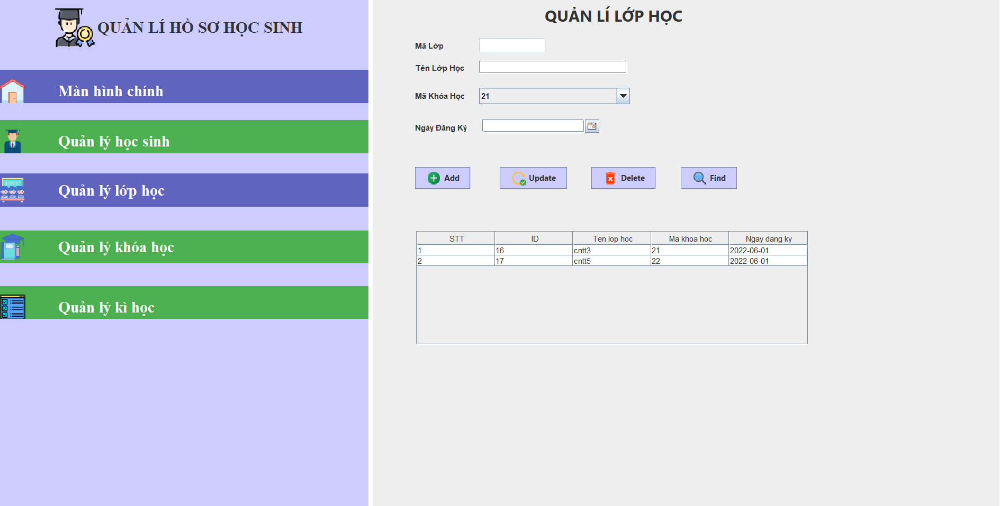 QUẢN LÍ HỒ SƠ HỌC SINH
Màn hình chính
Quản lý học sinh
Quản lý lớp học
Quản lý khóa học
Quản lý kì học
QUẢN LÍ LỚP HỌC
Mã Lớp
Tên Lớp Học
Mã Khóa Học 21
Ngày Đăng Ký
Add Update Delete Find
STT ID Ten lop hoc Ma khoa hoc Ngay dang ky
1 16 cntt3 21 2022-06-01
2 17 cntt5 22 2022-06-01